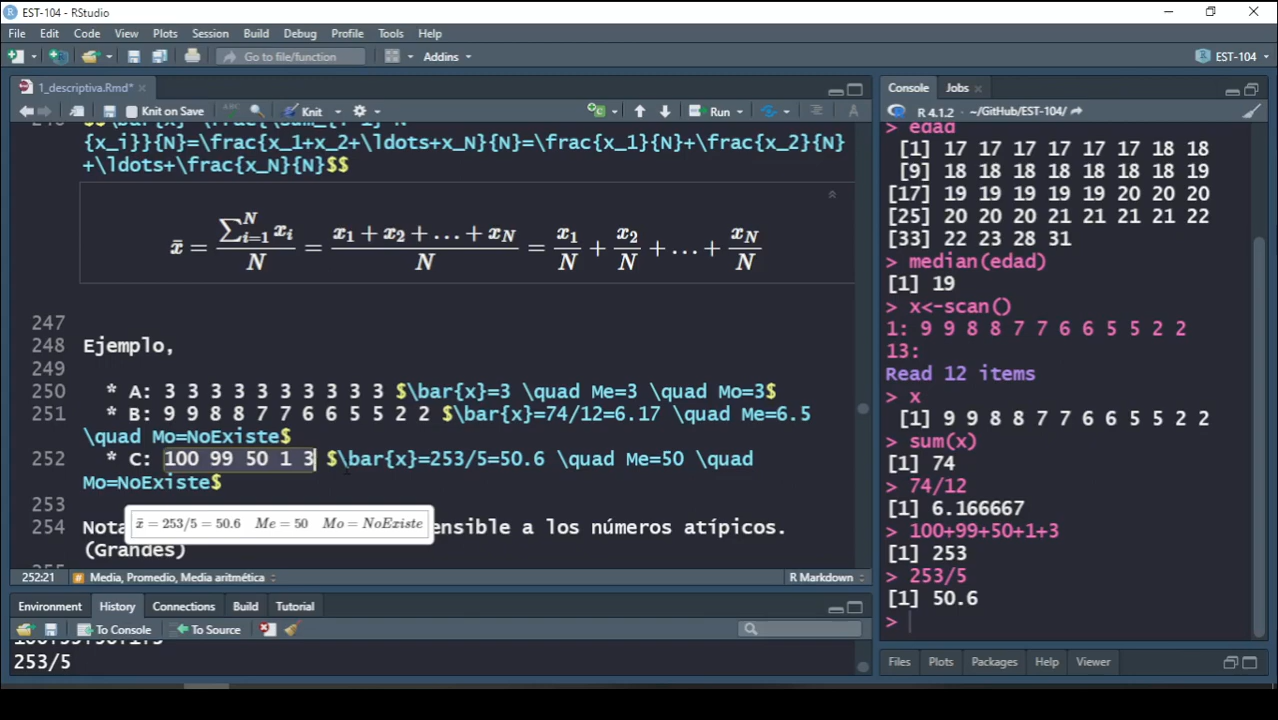 EST-104 - RStudio
File Edit Code View Plots Session Build Debug Profile Tools Help
Go to file/function Addins EST-104
1_descriptiva.Rmd*
Knit on Save ABC Knit Run
{x_i}}{N}=\frac{x_1+x_2+\ldots+x_N}{N}=\frac{x_1}{N}+\frac{x_2}{N}
+\ldots+\frac{x_N}{N}$$
x̄ = ∑_{i=1}^{N} x_i / N = x_1 + x_2 + … + x_N / N = x_1 / N + x_2 / N + … + x_N / N
247
248 Ejemplo,
249
250 * A: 3 3 3 3 3 3 3 3 3 3 $\bar{x}=3 \quad Me=3 \quad Mo=3$
251 * B: 9 9 8 8 7 7 6 6 5 5 2 2 $\bar{x}=74/12=6.17 \quad Me=6.5
\quad Mo=NoExiste$
252 * C: 100 99 50 1 3 $\bar{x}=253/5=50.6 \quad Me=50 \quad
Mo=NoExiste$
253
x̄ = 253/5 = 50.6 Me = 50 Mo = NoExiste
254 Nota ensible a los números atípicos.
(Grandes)
252:21 Media, Promedio, Media aritmética R Markdown
Environment History Connections Build Tutorial
To Console To Source
253/5
Console Jobs
R 4.1.2 . ~/GitHub/EST-104/
> edad
[1] 17 17 17 17 17 17 18 18
[9] 18 18 18 18 18 18 18 19
[17] 19 19 19 19 19 20 20 20
[25] 20 20 20 21 21 21 21 22
[33] 22 23 28 31
> median(edad)
[1] 19
> x<-scan()
1: 9 9 8 8 7 7 6 6 5 5 2 2
13:
Read 12 items
> x
[1] 9 9 8 8 7 7 6 6 5 5 2 2
> sum(x)
[1] 74
> 74/12
[1] 6.166667
> 100+99+50+1+3
[1] 253
> 253/5
[1] 50.6
>
Files Plots Packages Help Viewer